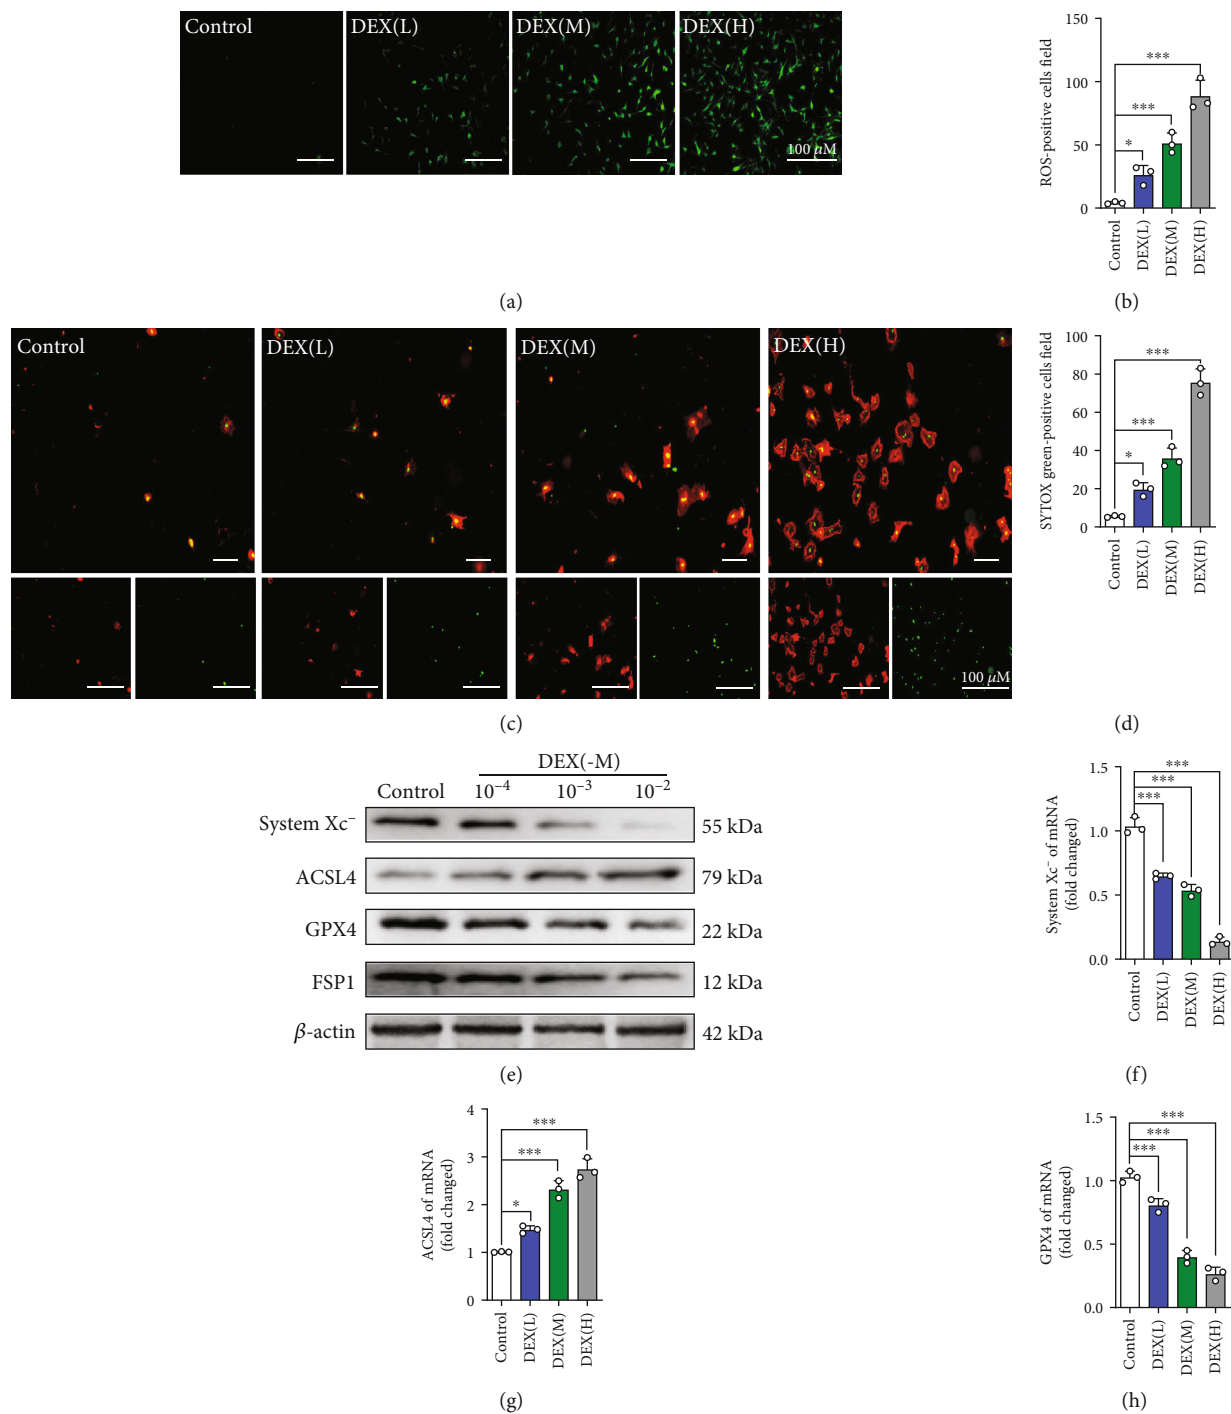 Control
DEX(L)
DEX(M)
DEX(H)
100 μM
(a)
ROS-positive cells field
150
100
50
0
***
***
*
Control
DEX(L)
DEX(M)
DEX(H)
(b)
Control
DEX(L)
DEX(M)
DEX(H)
100 μM
(c)
SYTOX green-positive cells field
100
80
60
40
20
0
***
***
*
Control
DEX(L)
DEX(M)
DEX(H)
(d)
DEX(-M)
Control 10⁻⁴ 10⁻³ 10⁻²
System Xc⁻ 55 kDa
ACSL4 79 kDa
GPX4 22 kDa
FSP1 12 kDa
β-actin 42 kDa
(e)
System Xc⁻ of mRNA
(fold changed)
1.5
1.0
0.5
0.0
***
***
***
Control
DEX(L)
DEX(M)
DEX(H)
(f)
ACSL4 of mRNA
(fold changed)
4
3
2
1
0
***
***
*
Control
DEX(L)
DEX(M)
DEX(H)
(g)
GPX4 of mRNA
(fold changed)
1.5
1.0
0.5
0.0
***
***
***
Control
DEX(L)
DEX(M)
DEX(H)
(h)